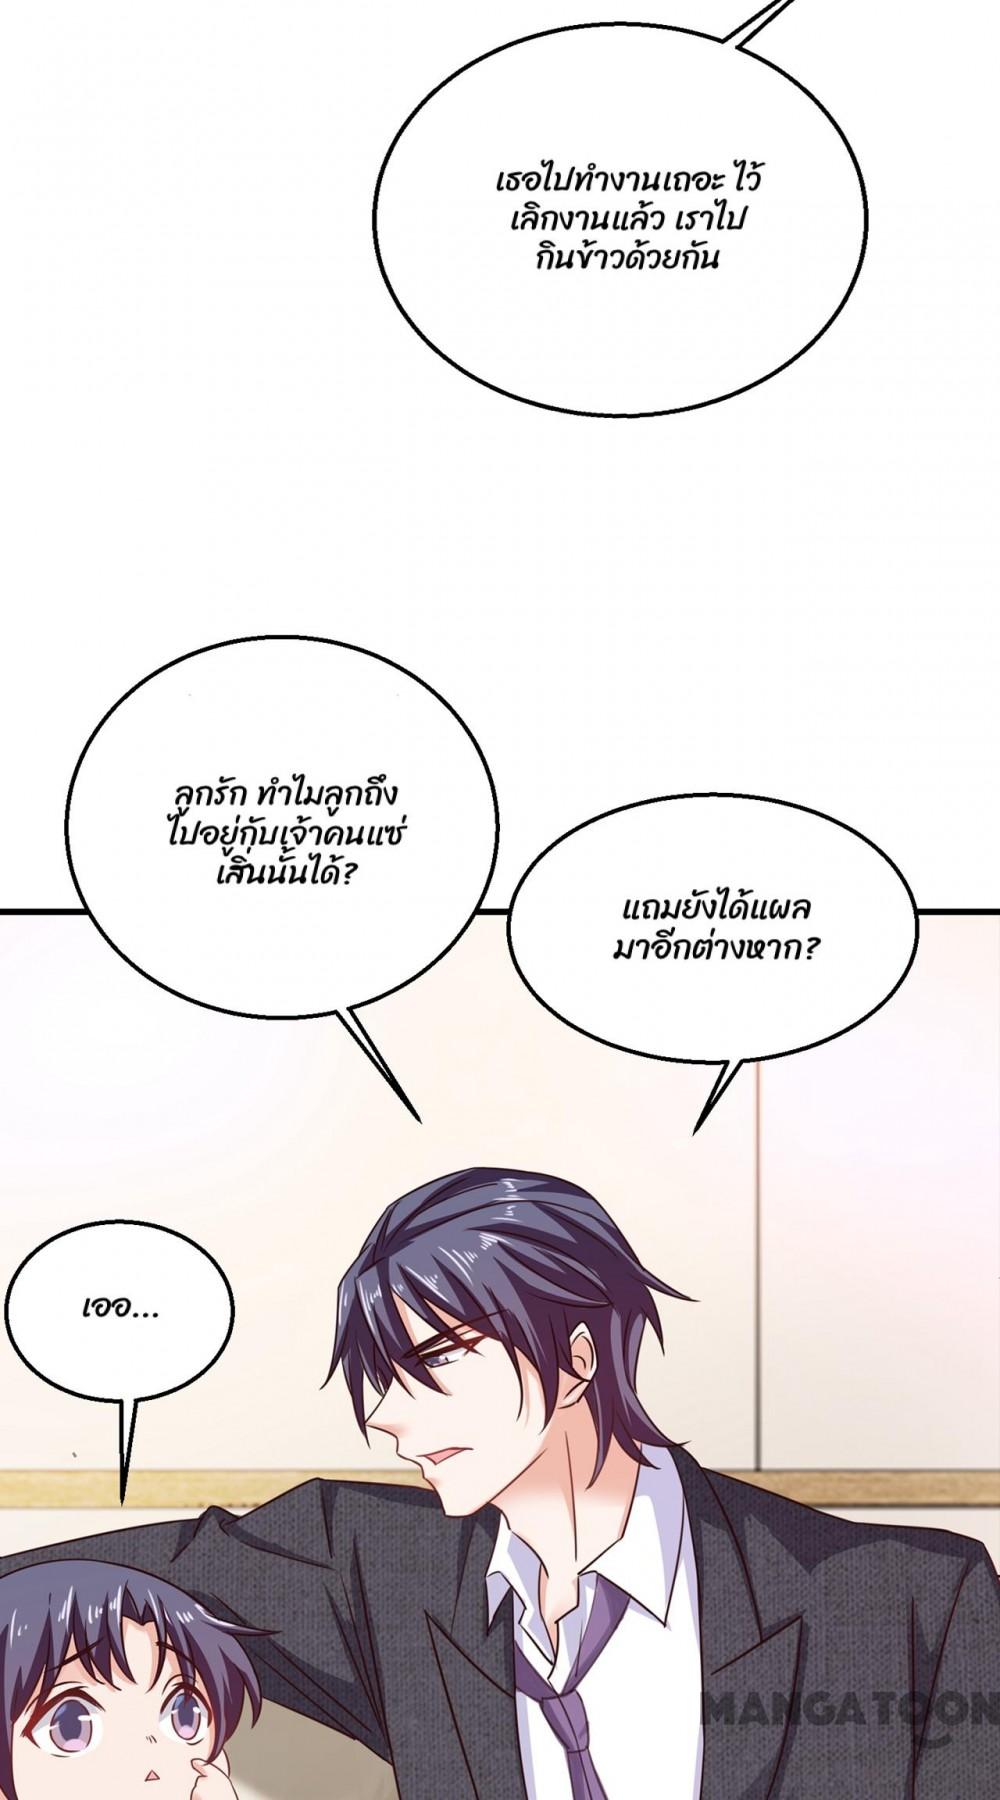 เธอไปทำงานเถอะ ไว้
เลิกงานแล้ว เราไป
กินข้าวด้วยกัน
ลูกรัก ทำไมลูกถึง
ไปอยู่กับเจ้าคนแซ่
เสิ่นนั้นได้?
แถมยังได้แผล
มาอีกต่างหาก?
เออ...
MANGA TOON